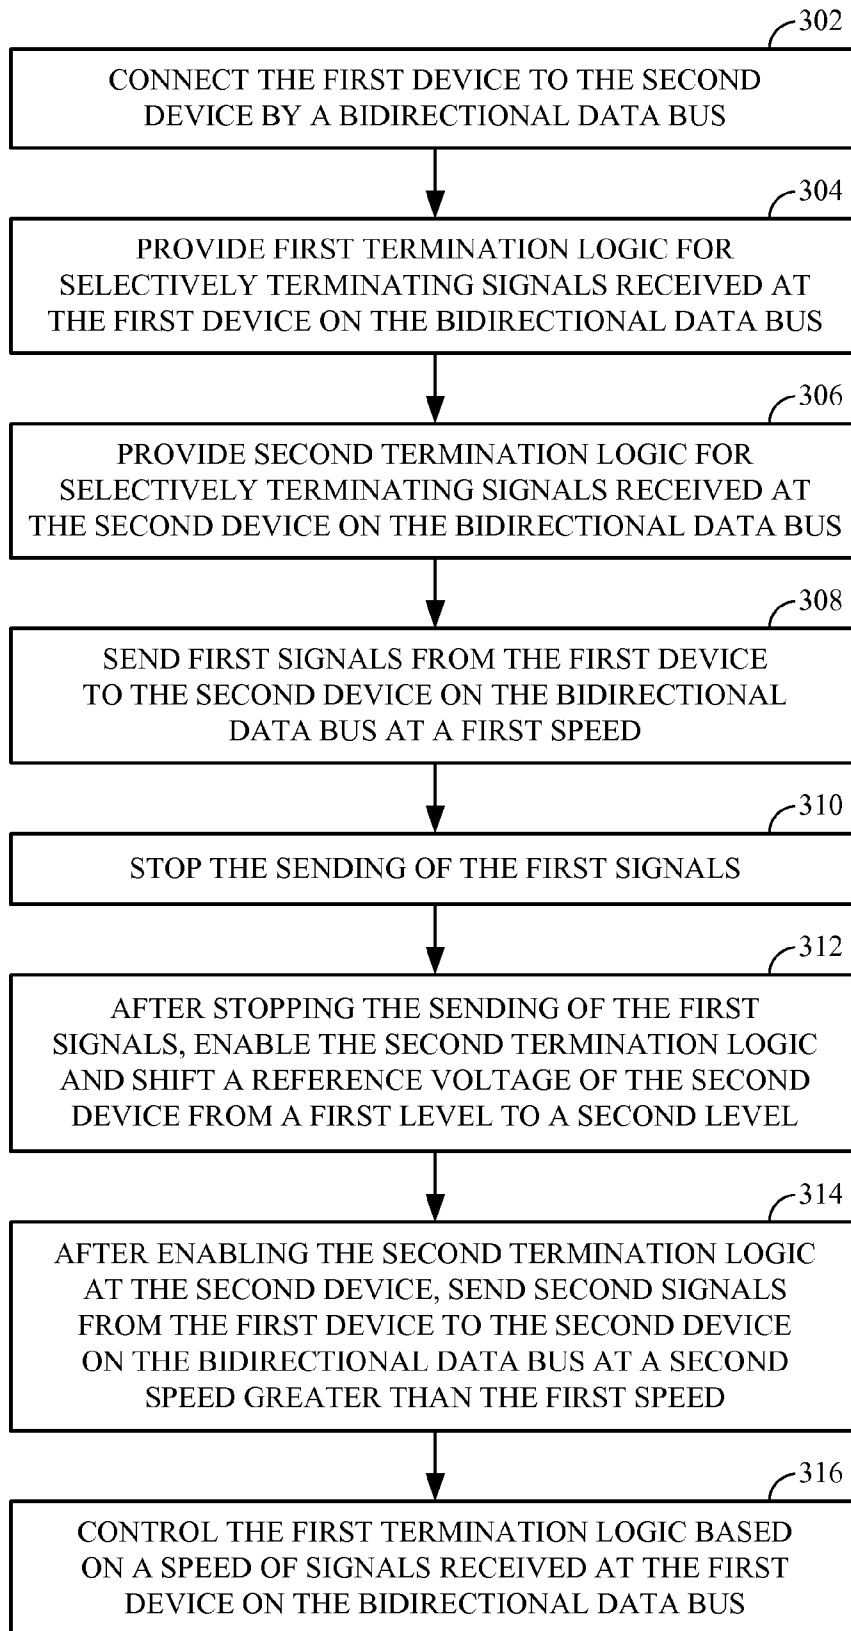 302
CONNECT THE FIRST DEVICE TO THE SECOND
DEVICE BY A BIDIRECTIONAL DATA BUS
304
PROVIDE FIRST TERMINATION LOGIC FOR
SELECTIVELY TERMINATING SIGNALS RECEIVED AT
THE FIRST DEVICE ON THE BIDIRECTIONAL DATA BUS
306
PROVIDE SECOND TERMINATION LOGIC FOR
SELECTIVELY TERMINATING SIGNALS RECEIVED AT
THE SECOND DEVICE ON THE BIDIRECTIONAL DATA BUS
308
SEND FIRST SIGNALS FROM THE FIRST DEVICE
TO THE SECOND DEVICE ON THE BIDIRECTIONAL
DATA BUS AT A FIRST SPEED
310
STOP THE SENDING OF THE FIRST SIGNALS
312
AFTER STOPPING THE SENDING OF THE FIRST
SIGNALS, ENABLE THE SECOND TERMINATION LOGIC
AND SHIFT A REFERENCE VOLTAGE OF THE SECOND
DEVICE FROM A FIRST LEVEL TO A SECOND LEVEL
314
AFTER ENABLING THE SECOND TERMINATION LOGIC
AT THE SECOND DEVICE, SEND SECOND SIGNALS
FROM THE FIRST DEVICE TO THE SECOND DEVICE
ON THE BIDIRECTIONAL DATA BUS AT A SECOND
SPEED GREATER THAN THE FIRST SPEED
316
CONTROL THE FIRST TERMINATION LOGIC BASED
ON A SPEED OF SIGNALS RECEIVED AT THE FIRST
DEVICE ON THE BIDIRECTIONAL DATA BUS